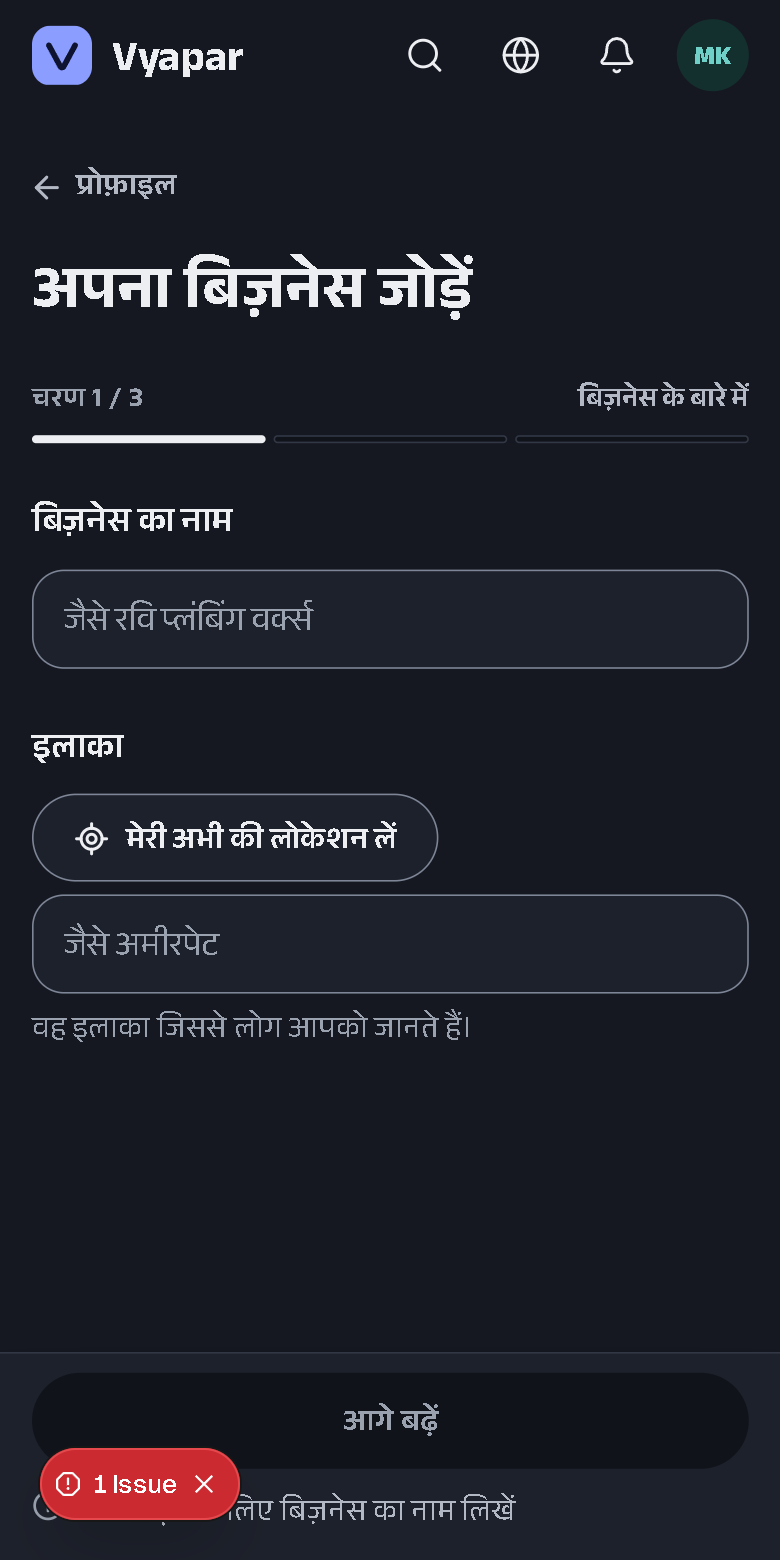 Vyapar
MK
प्रोफ़ाइल
अपना बिज़नेस जोड़ें
चरण 1 / 3
बिज़नेस के बारे में
बिज़नेस का नाम
जैसे रवि प्लंबिंग वर्क्स
इलाका
मेरी अभी की लोकेशन लें
जैसे अमीरपेट
वह इलाका जिससे लोग आपको जानते हैं।
आगे बढ़ें
1 Issue
लिए बिज़नेस का नाम लिखें